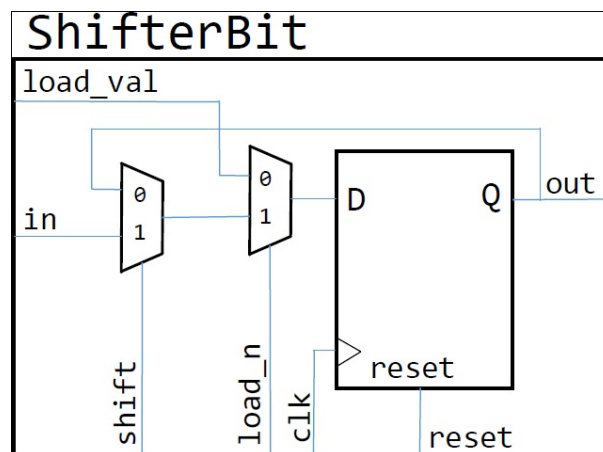 ShifterBit
load_val
0
1
in
0
1
D
Q
out
shift
load_n
clk
reset
reset